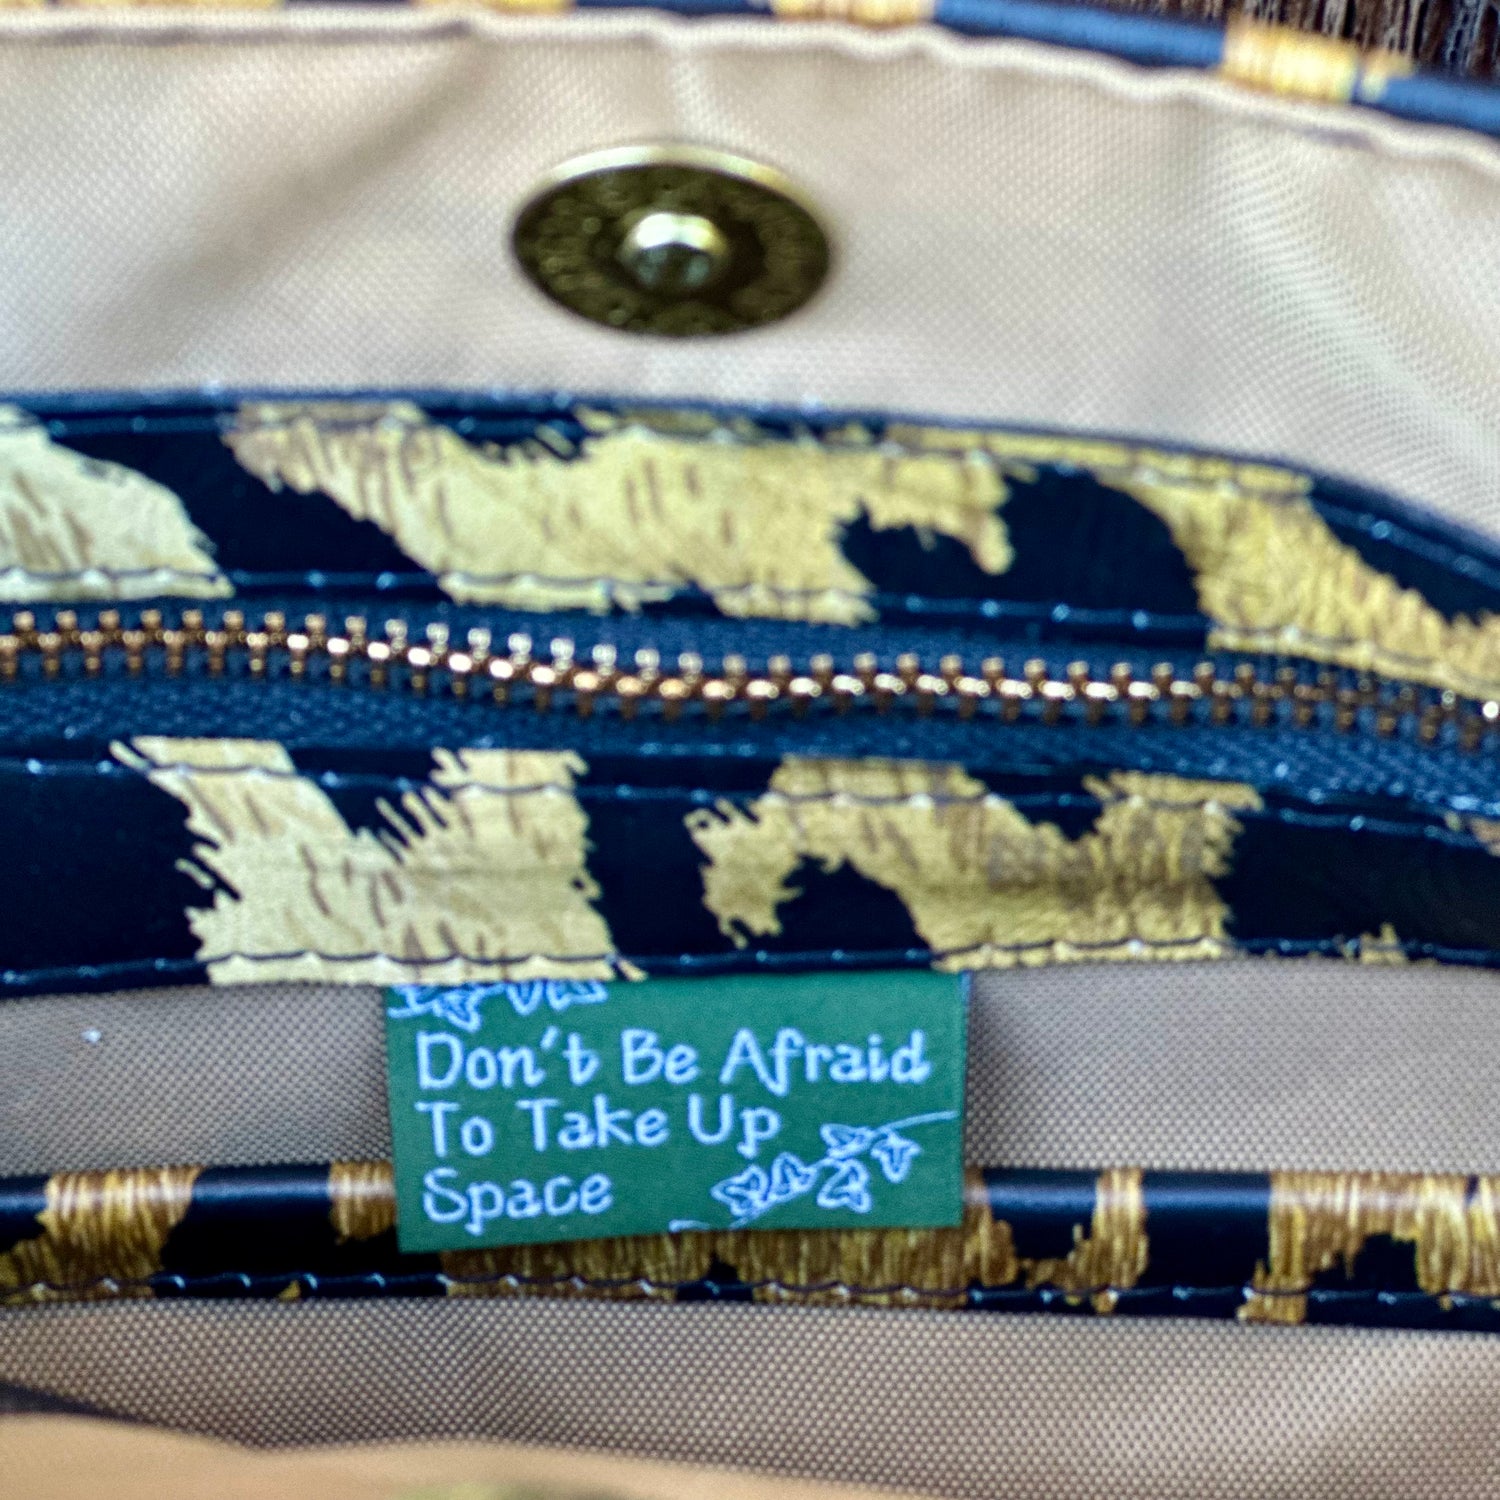 Don't Be Afraid
To Take Up
Space